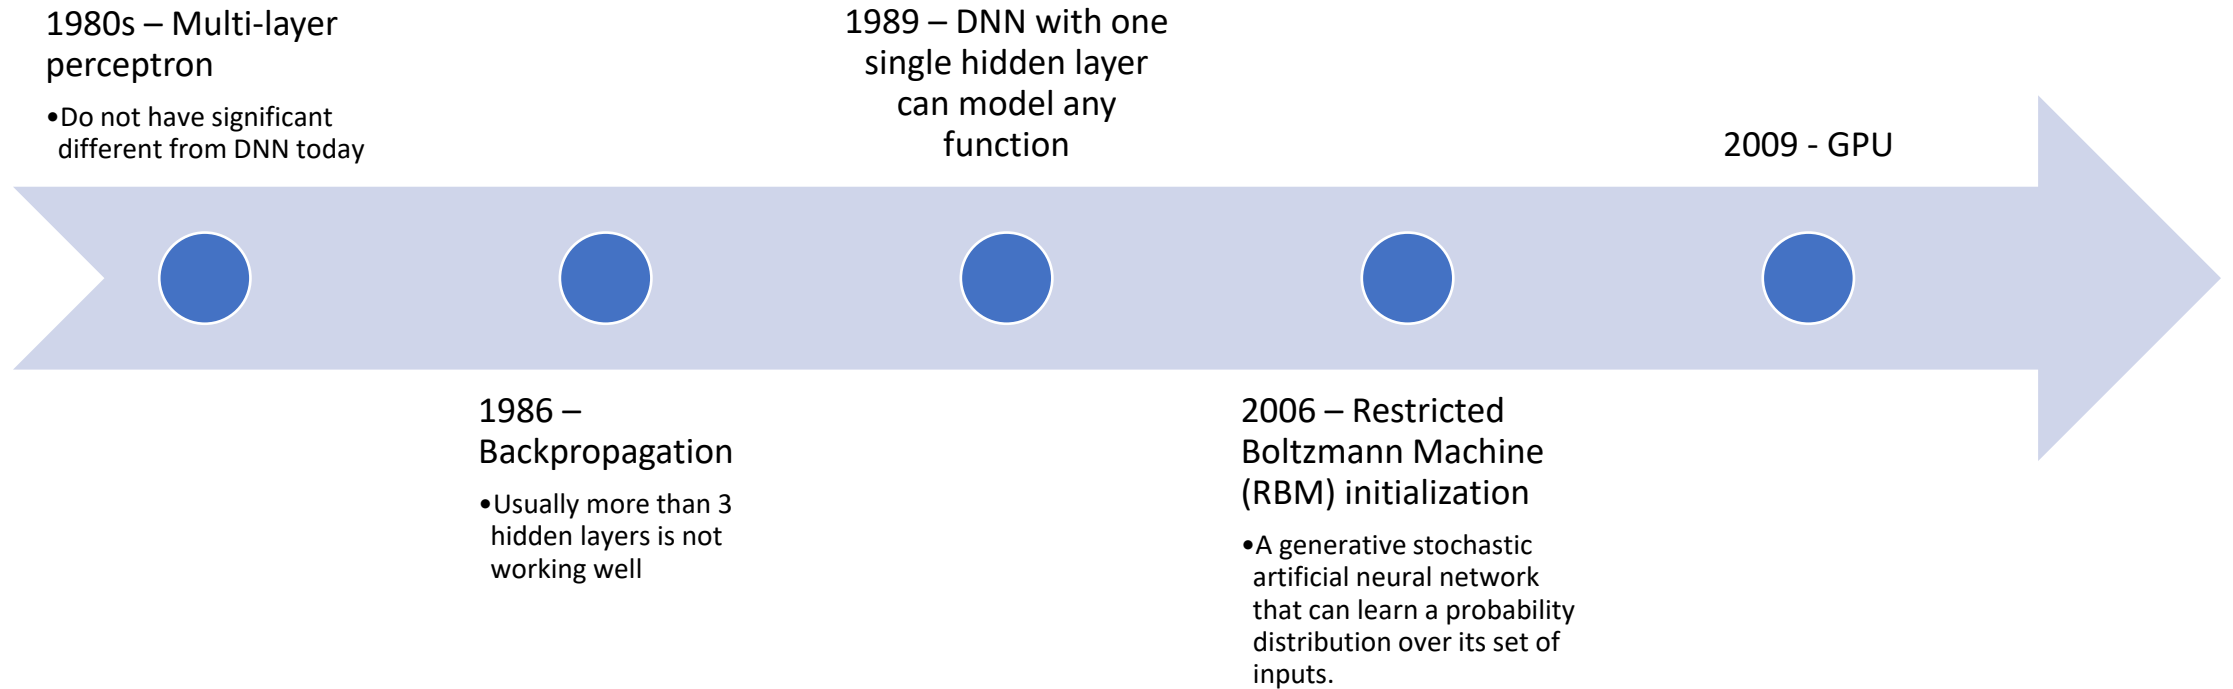 1980s – Multi-layer
perceptron
•Do not have significant
different from DNN today
1986 –
Backpropagation
•Usually more than 3
hidden layers is not
working well
1989 – DNN with one
single hidden layer
can model any
function
2006 – Restricted
Boltzmann Machine
(RBM) initialization
•A generative stochastic
artificial neural network
that can learn a probability
distribution over its set of
inputs.
2009 - GPU